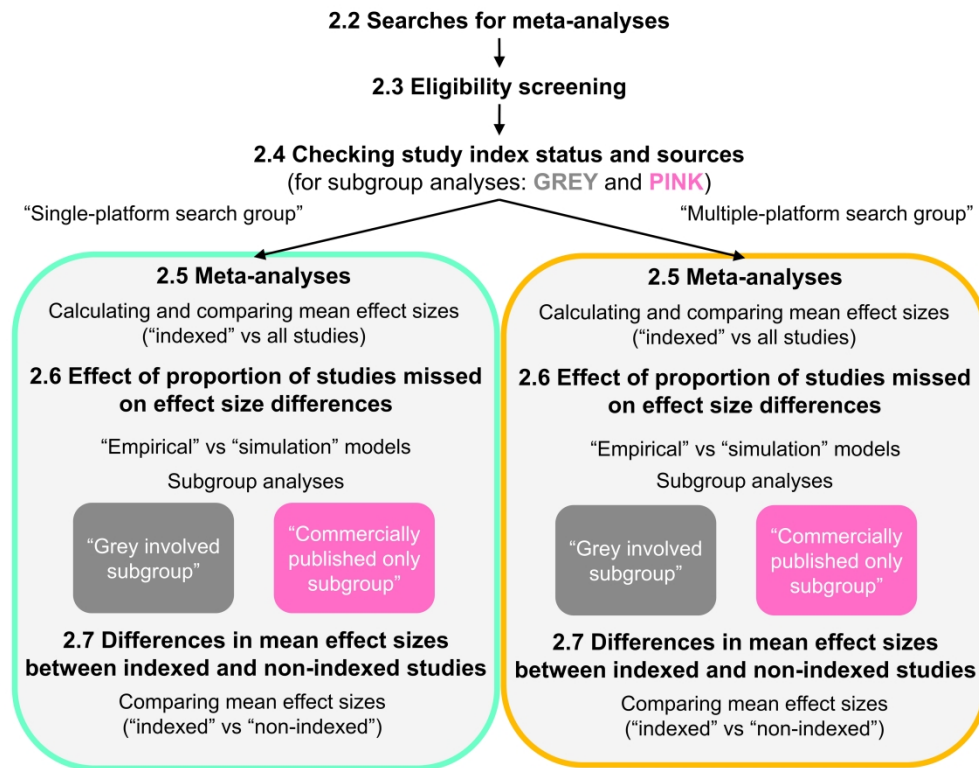 2.2 Searches for meta-analyses
2.3 Eligibility screening
2.4 Checking study index status and sources
(for subgroup analyses: GREY and PINK)
“Single-platform search group”
“Multiple-platform search group”
2.5 Meta-analyses
Calculating and comparing mean effect sizes
(“indexed” vs all studies)
2.6 Effect of proportion of studies missed
on effect size differences
“Empirical” vs “simulation” models
Subgroup analyses
“Grey involved
subgroup”
“Commercially
published only
subgroup”
2.7 Differences in mean effect sizes
between indexed and non-indexed studies
Comparing mean effect sizes
(“indexed” vs “non-indexed”)
2.5 Meta-analyses
Calculating and comparing mean effect sizes
(“indexed” vs all studies)
2.6 Effect of proportion of studies missed
on effect size differences
“Empirical” vs “simulation” models
Subgroup analyses
“Grey involved
subgroup”
“Commercially
published only
subgroup”
2.7 Differences in mean effect sizes
between indexed and non-indexed studies
Comparing mean effect sizes
(“indexed” vs “non-indexed”)